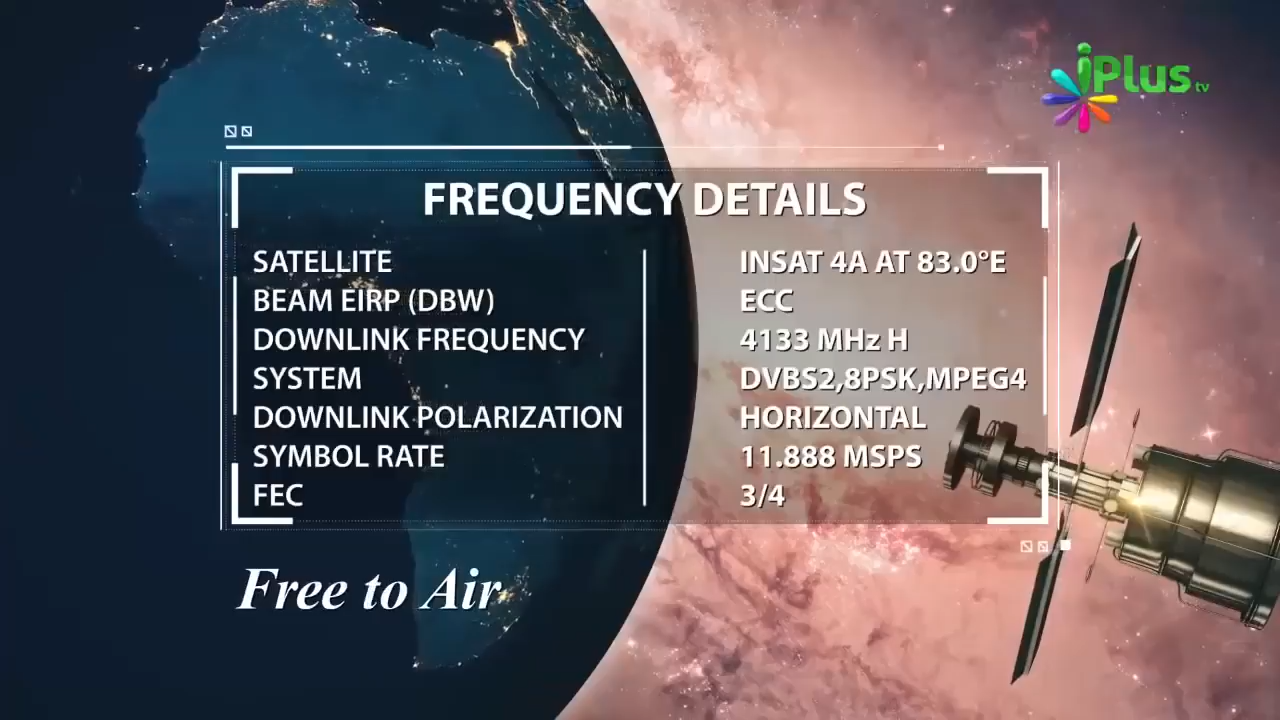 iPlus tv
FREQUENCY DETAILS
SATELLITE INSAT 4A AT 83.0°E
BEAM EIRP (DBW) ECC
DOWNLINK FREQUENCY 4133 MHz H
SYSTEM DVBS2,8PSK,MPEG4
DOWNLINK POLARIZATION HORIZONTAL
SYMBOL RATE 11.888 MSPS
FEC 3/4
Free to Air